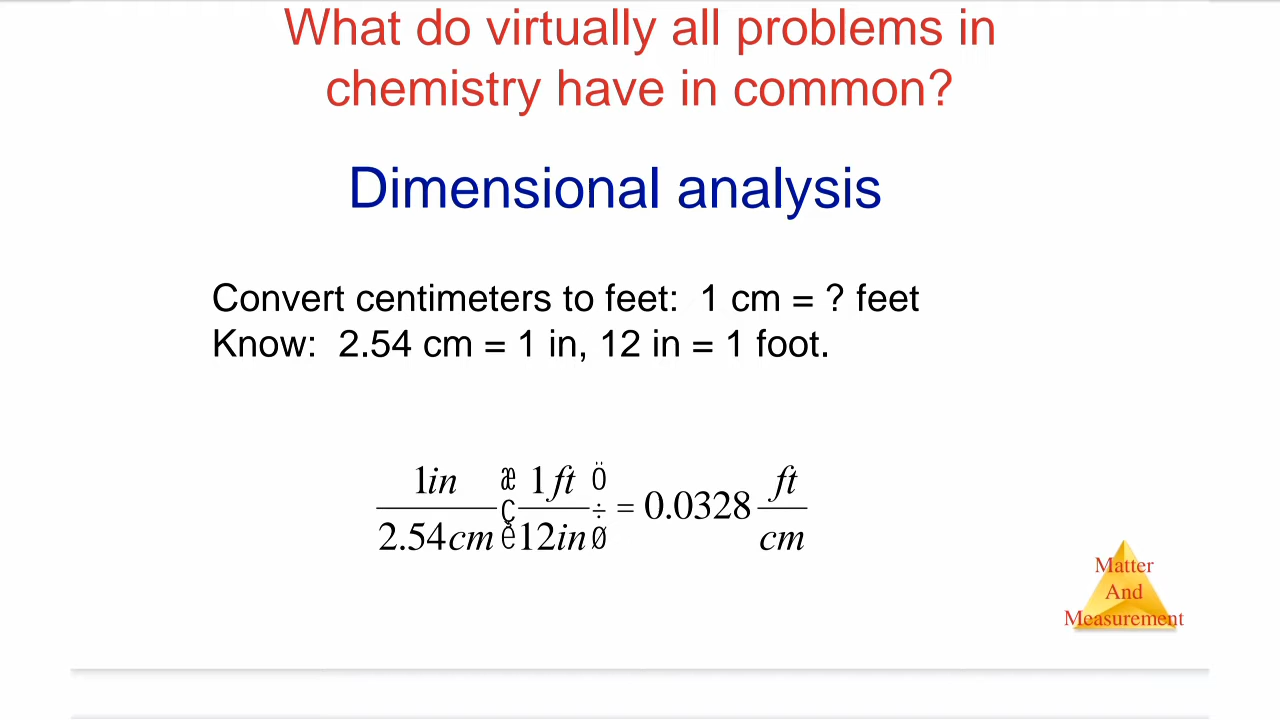 What do virtually all problems in
chemistry have in common?
Dimensional analysis
Convert centimeters to feet:  1 cm = ? feet
Know:  2.54 cm = 1 in, 12 in = 1 foot.
1in æ 1 ft ö
ç ÷ = 0.0328 ft
2.54cm è 12in ø cm
Matter
And
Measurement